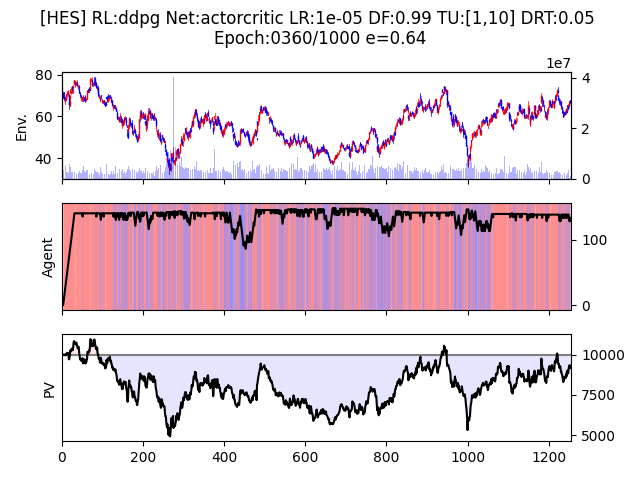 [HES] RL:ddpg Net:actorcritic LR:1e-05 DF:0.99 TU:[1,10] DRT:0.05
Epoch:0360/1000 e=0.64
1e7
80
60
40
Env.
4
2
0
Agent
100
0
PV
10000
7500
5000
0 200 400 600 800 1000 1200